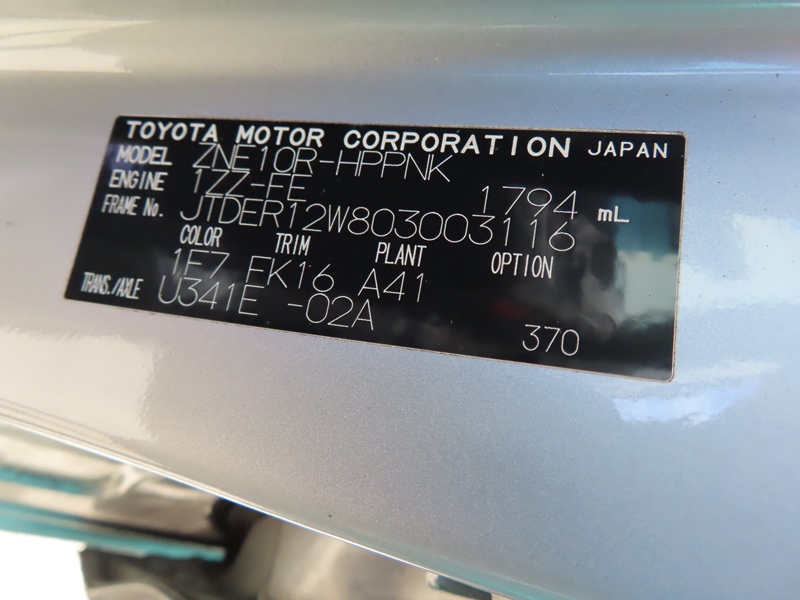 TOYOTA MOTOR CORPORATION JAPAN
MODEL ZNE10R-HPPNK
ENGINE 1ZZ-FE 1794 mL
FRAME No. JTDER12W803003116
COLOR TRIM PLANT OPTION
1F7 FK16 A41
TRANS./AXLE U341E -02A 370